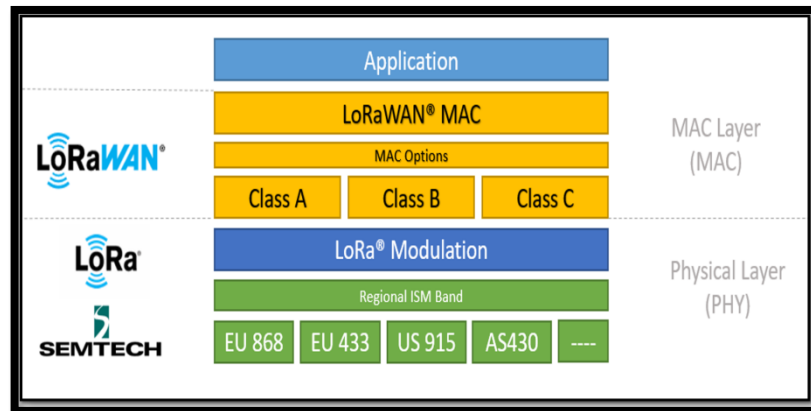 Application
LoRaWAN® MAC
MAC Options
Class A Class B Class C
LoRaWAN®
MAC Layer
(MAC)
LoRa® Modulation
Regional ISM Band
EU 868 EU 433 US 915 AS430 ----
LoRa®
SEMTECH
Physical Layer
(PHY)